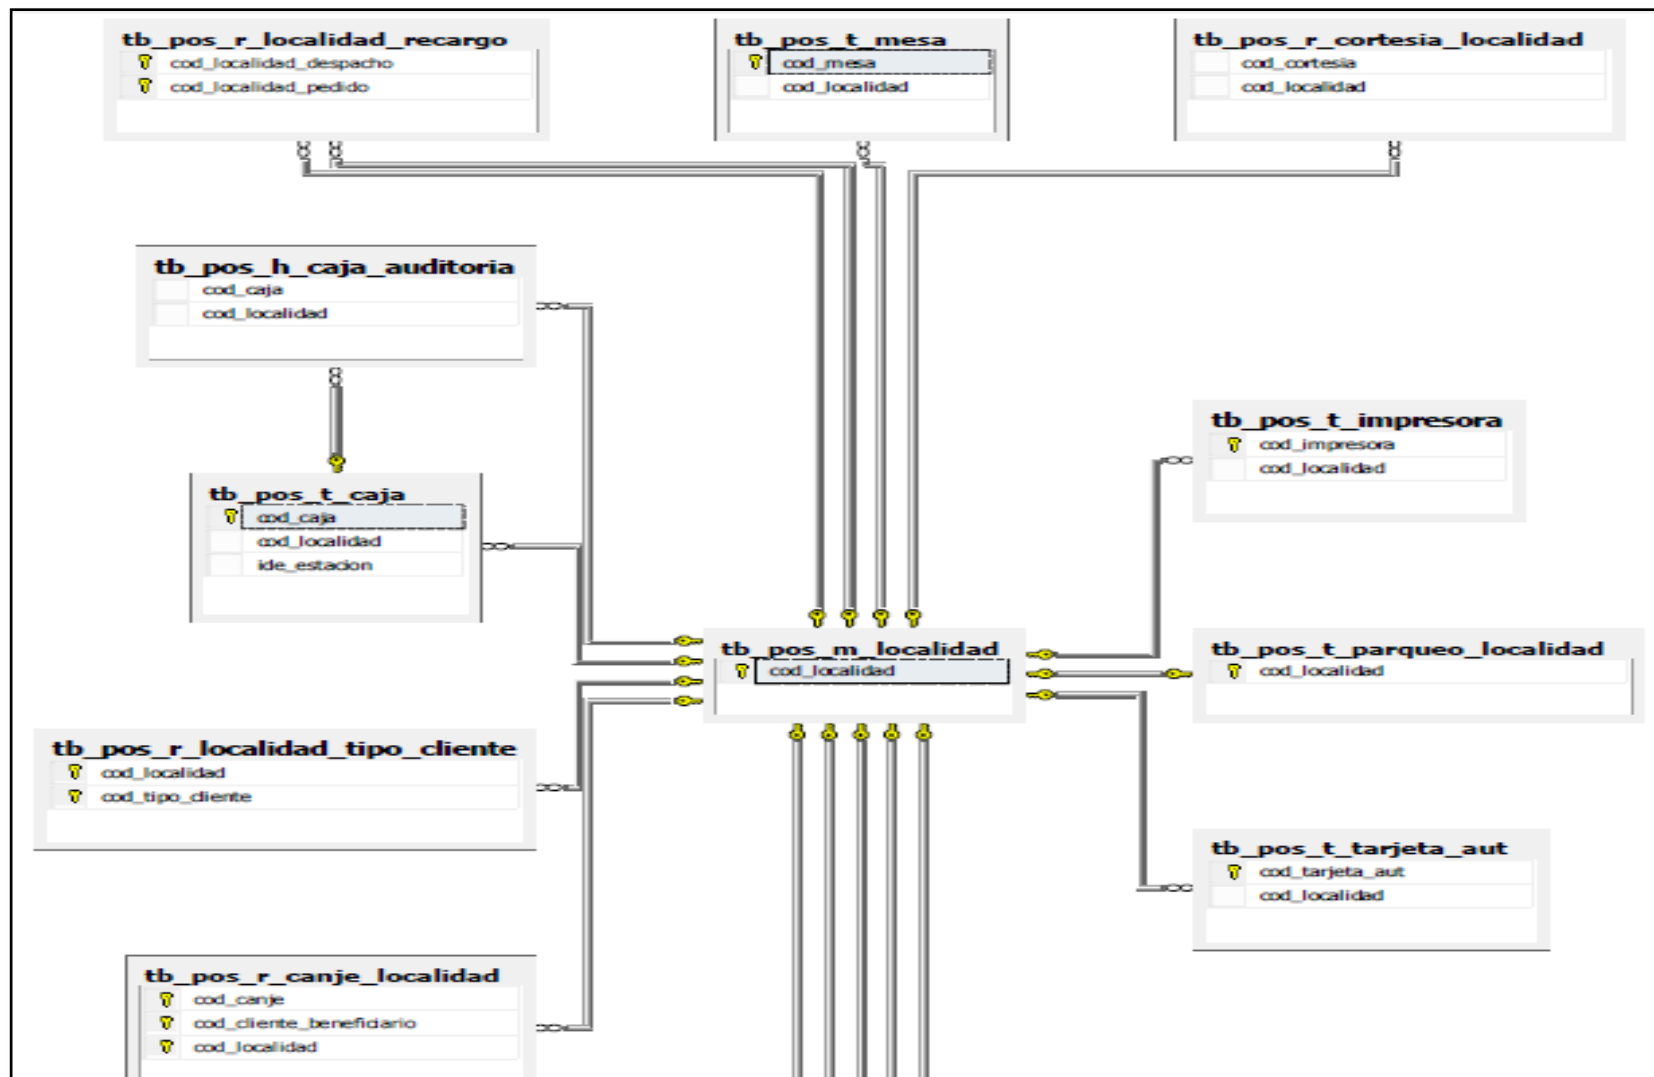 tb_pos_r_localidad_recargo
cod_localidad_despacho
cod_localidad_pedido
tb_pos_t_mesa
cod_mesa
cod_localidad
tb_pos_r_cortesia_localidad
cod_cortesia
cod_localidad
tb_pos_h_caja_auditoria
cod_caja
cod_localidad
tb_pos_t_caja
cod_caja
cod_localidad
ide_estacion
tb_pos_t_impresora
cod_impresora
cod_localidad
tb_pos_m_localidad
cod_localidad
tb_pos_t_parqueo_localidad
cod_localidad
tb_pos_r_localidad_tipo_cliente
cod_localidad
cod_tipo_cliente
tb_pos_t_tarjeta_aut
cod_tarjeta_aut
cod_localidad
tb_pos_r_canje_localidad
cod_canje
cod_cliente_beneficiario
cod_localidad